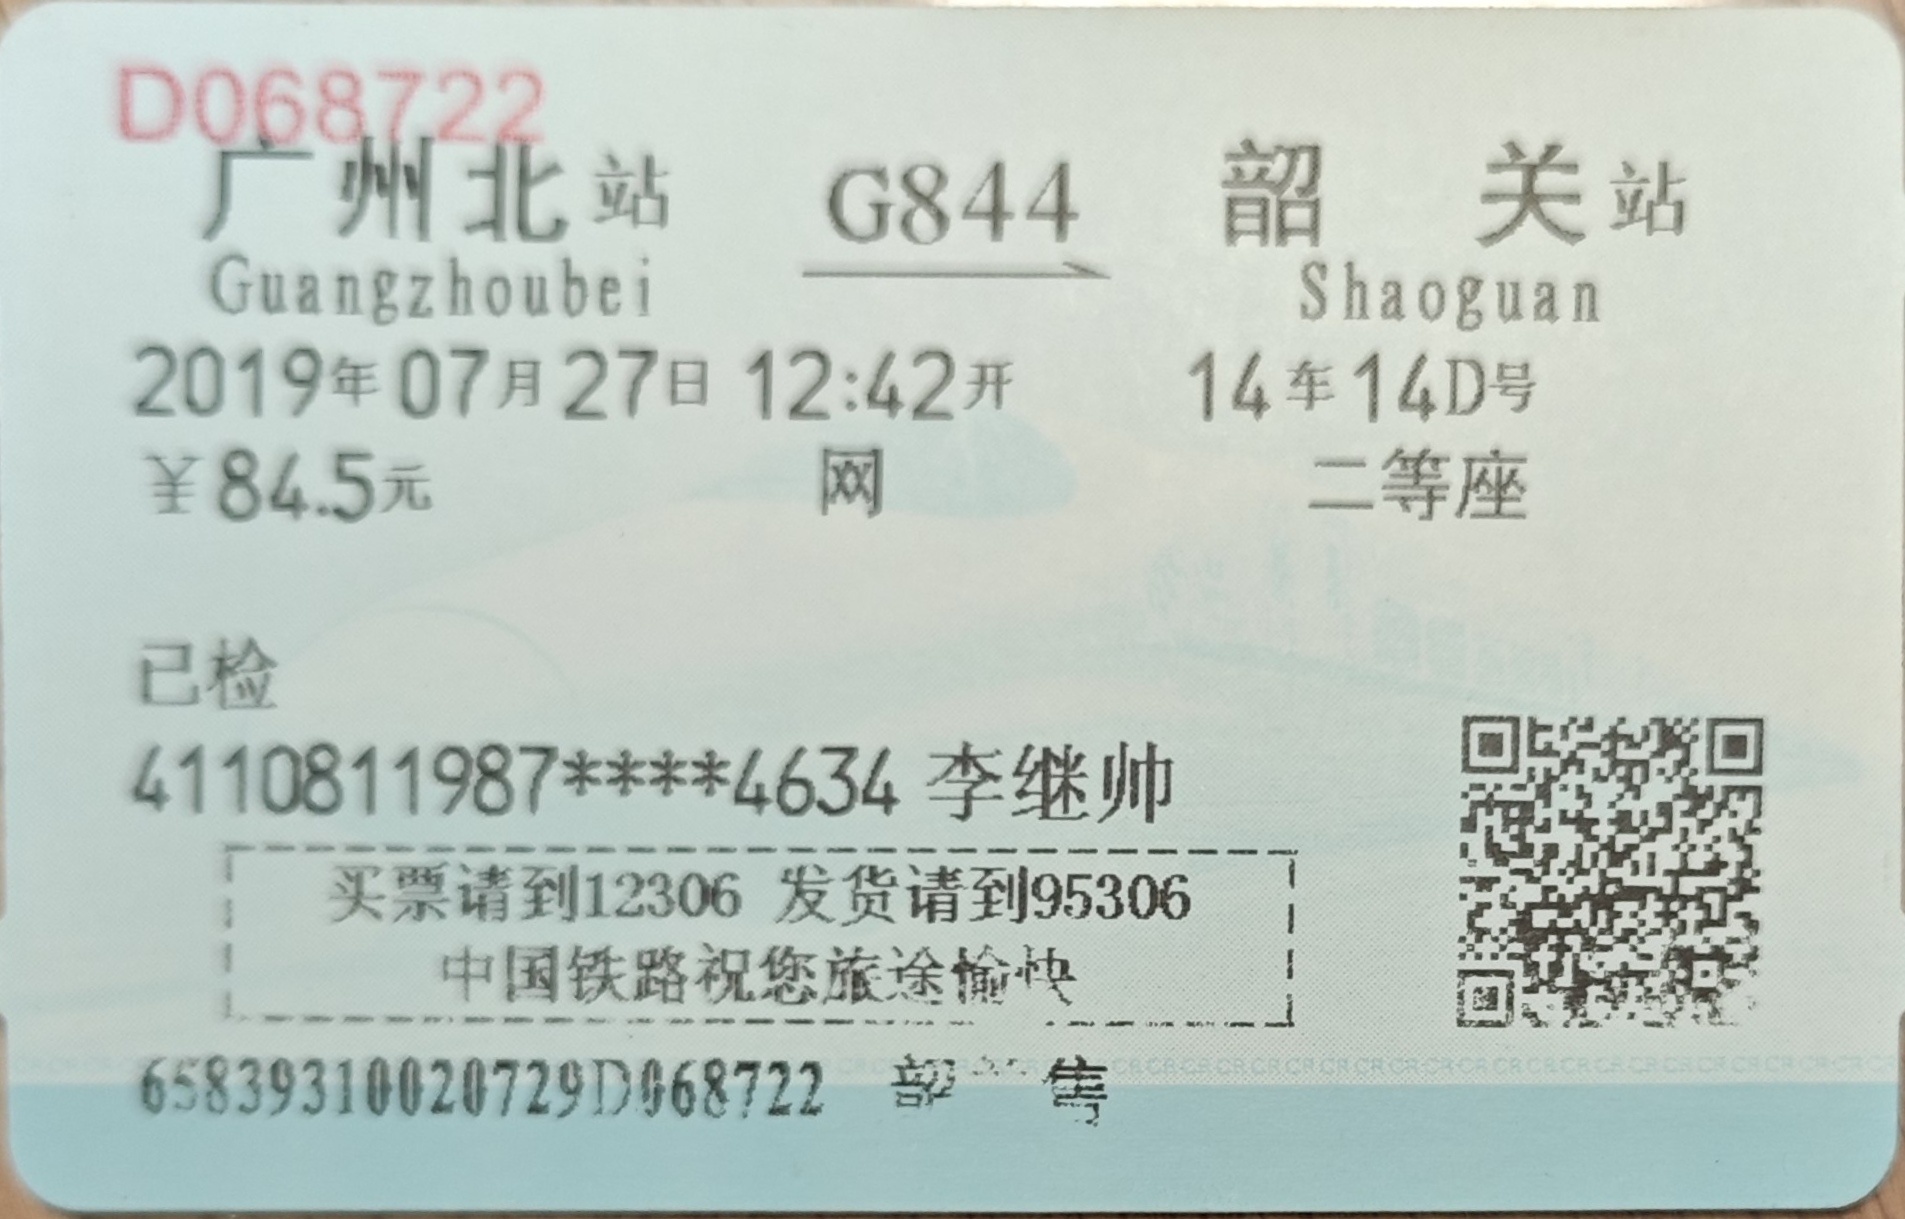 D068722
广州北站 G844 韶关站
Guangzhoubei Shaoguan
2019年07月27日 12:42开 14车14D号
￥84.5元 网 二等座
已检
4110811987****4634 李继帅
买票请到12306 发货请到95306
中国铁路祝您旅途愉快
CRCRCRCRCRCRCRCRCRCRCR
65839310020729D068722 韶 售